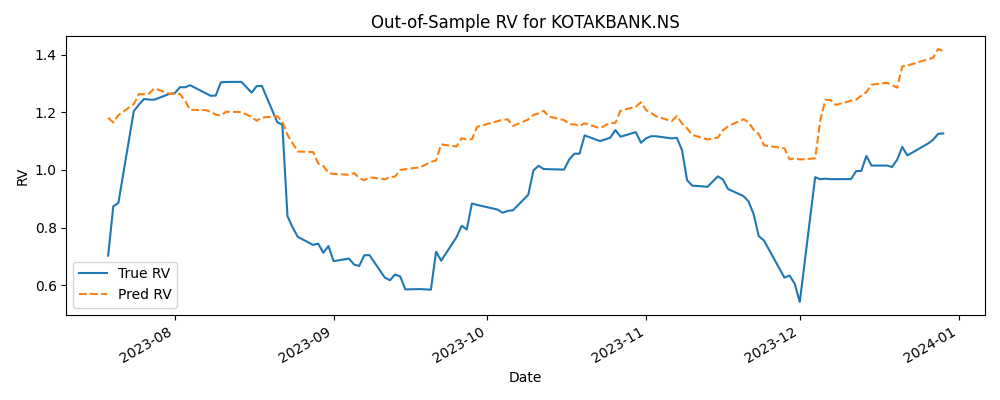 Out-of-Sample RV for KOTAKBANK.NS
RV
1.4
1.2
1.0
0.8
0.6
True RV
Pred RV
2023-08
2023-09
2023-10
2023-11
2023-12
2024-01
Date